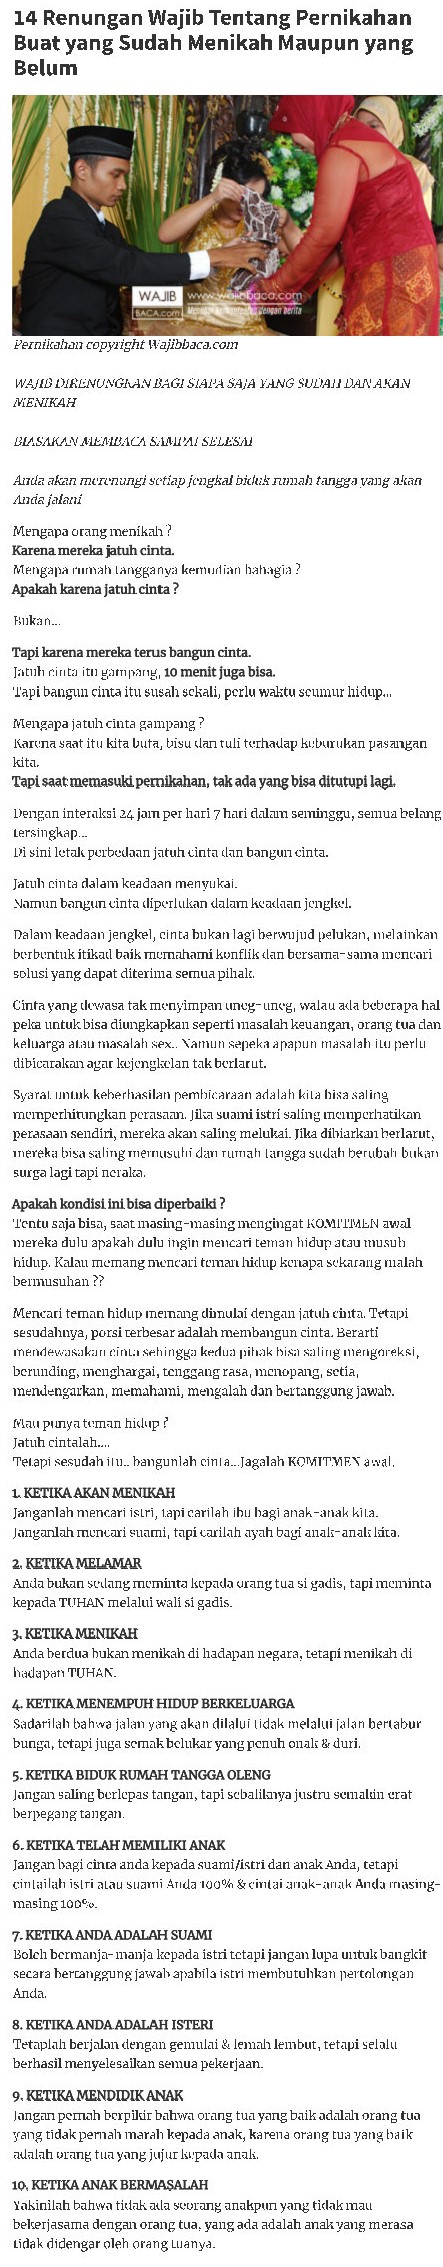 14 Renungan Wajib Tentang Pernikahan
Buat yang Sudah Menikah Maupun yang
Belum
WAJIB
BACA.com
www.wajibbaca.com
Menebar kemanfaatan dengan berita
Pernikahan copyright Wajibbaca.com
WAJIB DIRENUNGKAN BAGI SIAPA SAJA YANG SUDAH DAN AKAN
MENIKAH
BIASAKAN MEMBACA SAMPAI SELESAI
Anda akan merenungi setiap jengkal biduk rumah tangga yang akan
Anda jalani
Mengapa orang menikah ?
Karena mereka jatuh cinta.
Mengapa rumah tangganya kemudian bahagia ?
Apakah karena jatuh cinta ?
Bukan...
Tapi karena mereka terus bangun cinta.
Jatuh cinta itu gampang, 10 menit juga bisa.
Tapi bangun cinta itu susah sekali, perlu waktu seumur hidup...
Mengapa jatuh cinta gampang ?
Karena saat itu kita buta, bisu dan tuli terhadap keburukan pasangan
kita.
Tapi saat memasuki pernikahan, tak ada yang bisa ditutupi lagi.
Dengan interaksi 24 jam per hari 7 hari dalam seminggu, semua belang
tersingkap...
Di sini letak perbedaan jatuh cinta dan bangun cinta.
Jatuh cinta dalam keadaan menyukai.
Namun bangun cinta diperlukan dalam keadaan jengkel.
Dalam keadaan jengkel, cinta bukan lagi berwujud pelukan, melainkan
berbentuk itikad baik memahami konflik dan bersama-sama mencari
solusi yang dapat diterima semua pihak.
Cinta yang dewasa tak menyimpan uneg-uneg, walau ada beberapa hal
peka untuk bisa diungkapkan seperti masalah keuangan, orang tua dan
keluarga atau masalah sex.. Namun sepeka apapun masalah itu perlu
dibicarakan agar kejengkelan tak berlarut.
Syarat untuk keberhasilan pembicaraan adalah kita bisa saling
memperhitungkan perasaan. Jika suami istri saling memperhatikan
perasaan sendiri, mereka akan saling melukai. Jika dibiarkan berlarut,
mereka bisa saling memusuhi dan rumah tangga sudah berubah bukan
surga lagi tapi neraka.
Apakah kondisi ini bisa diperbaiki ?
Tentu saja bisa, saat masing-masing mengingat KOMITMEN awal
mereka dulu apakah dulu ingin mencari teman hidup atau musuh
hidup. Kalau memang mencari teman hidup kenapa sekarang malah
bermusuhan ??
Mencari teman hidup memang dimulai dengan jatuh cinta. Tetapi
sesudahnya, porsi terbesar adalah membangun cinta. Berarti
mendewasakan cinta sehingga kedua pihak bisa saling mengoreksi,
berunding, menghargai, tenggang rasa, menopang, setia,
mendengarkan, memahami, mengalah dan bertanggung jawab.
Mau punya teman hidup ?
Jatuh cintalah....
Tetapi sesudah itu.. bangunlah cinta...Jagalah KOMITMEN awal.
1. KETIKA AKAN MENIKAH
Janganlah mencari istri, tapi carilah ibu bagi anak-anak kita.
Janganlah mencari suami, tapi carilah ayah bagi anak-anak kita.
2. KETIKA MELAMAR
Anda bukan sedang meminta kepada orang tua si gadis, tapi meminta
kepada TUHAN melalui wali si gadis.
3. KETIKA MENIKAH
Anda berdua bukan menikah di hadapan negara, tetapi menikah di
hadapan TUHAN.
4. KETIKA MENEMPUH HIDUP BERKELUARGA
Sadarilah bahwa jalan yang akan dilalui tidak melalui jalan bertabur
bunga, tetapi juga semak belukar yang penuh onak & duri.
5. KETIKA BIDUK RUMAH TANGGA OLENG
Jangan saling berlepas tangan, tapi sebaliknya justru semakin erat
berpegang tangan.
6. KETIKA TELAH MEMILIKI ANAK
Jangan bagi cinta anda kepada suami/istri dan anak Anda, tetapi
cintailah istri atau suami Anda 100% & cintai anak-anak Anda masing-
masing 100%.
7. KETIKA ANDA ADALAH SUAMI
Boleh bermanja-manja kepada istri tetapi jangan lupa untuk bangkit
secara bertanggung jawab apabila istri membutuhkan pertolongan
Anda.
8. KETIKA ANDA ADALAH ISTERI
Tetaplah berjalan dengan gemulai & lemah lembut, tetapi selalu
berhasil menyelesaikan semua pekerjaan.
9. KETIKA MENDIDIK ANAK
Jangan pernah berpikir bahwa orang tua yang baik adalah orang tua
yang tidak pernah marah kepada anak, karena orang tua yang baik
adalah orang tua yang jujur kepada anak.
10. KETIKA ANAK BERMASALAH
Yakinilah bahwa tidak ada seorang anakpun yang tidak mau
bekerjasama dengan orang tua, yang ada adalah anak yang merasa
tidak didengar oleh orang tuanya.